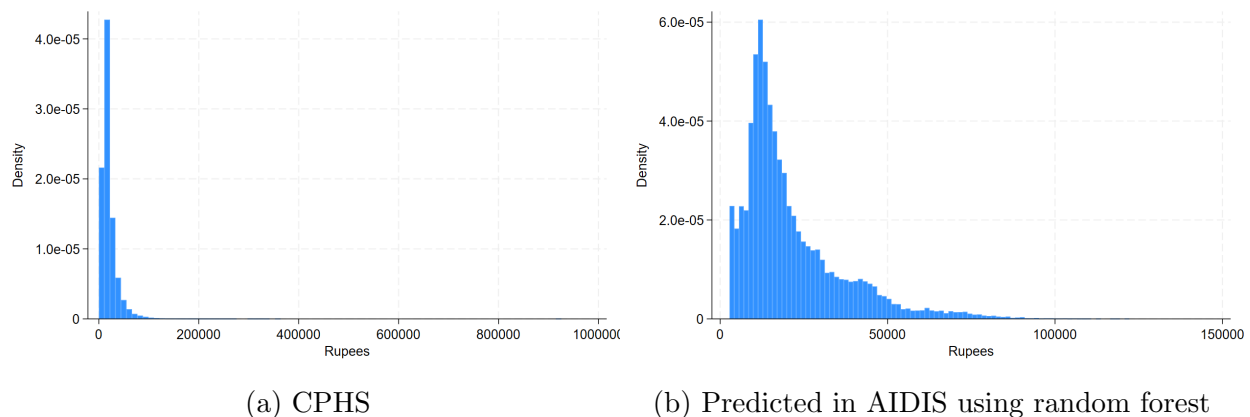 4.0e-05
3.0e-05
2.0e-05
1.0e-05
0
Density
0 200000 400000 600000 800000 1000000
Rupees
(a) CPHS
6.0e-05
4.0e-05
2.0e-05
0
Density
0 50000 100000 150000
Rupees
(b) Predicted in AIDIS using random forest